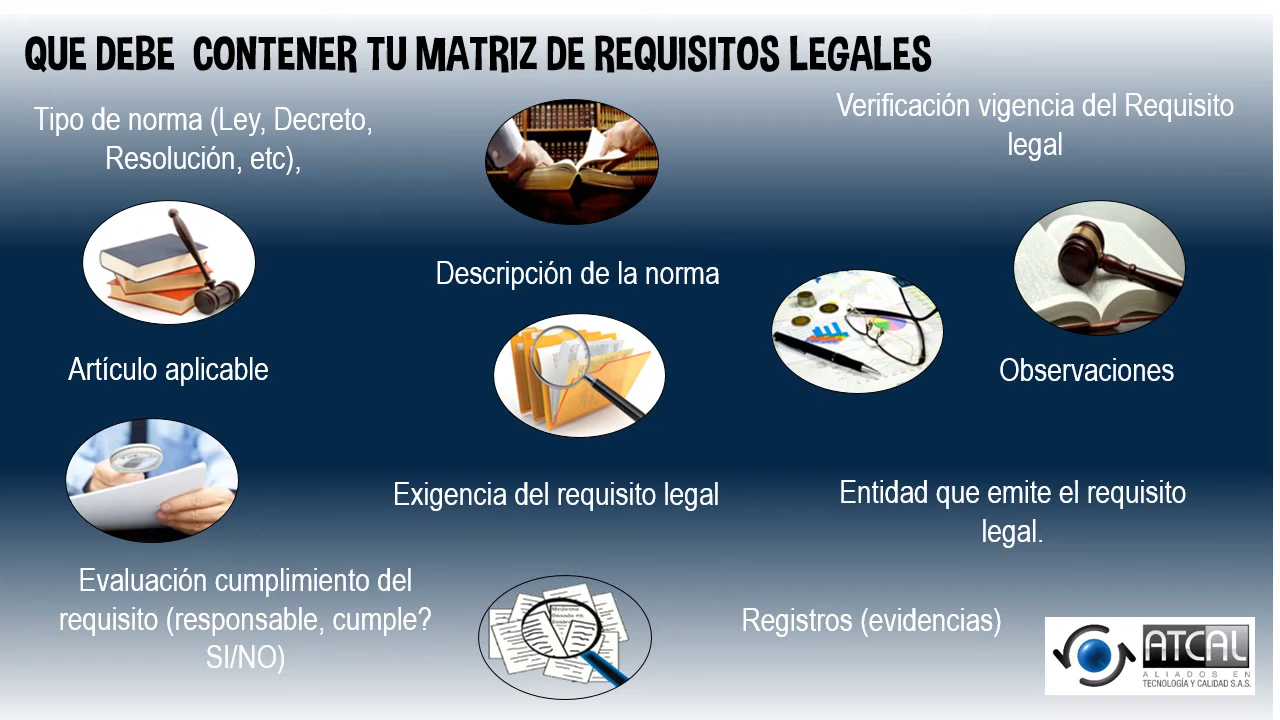 QUE DEBE CONTENER TU MATRIZ DE REQUISITOS LEGALES
Tipo de norma (Ley, Decreto,
Resolución, etc),
Verificación vigencia del Requisito
legal
Descripción de la norma
Artículo aplicable
Observaciones
Exigencia del requisito legal
Entidad que emite el requisito
legal.
Evaluación cumplimiento del
requisito (responsable, cumple?
SI/NO)
Registros (evidencias)
ATCAL
ALIADOS EN
TECNOLOGÍA Y CALIDAD S.A.S.